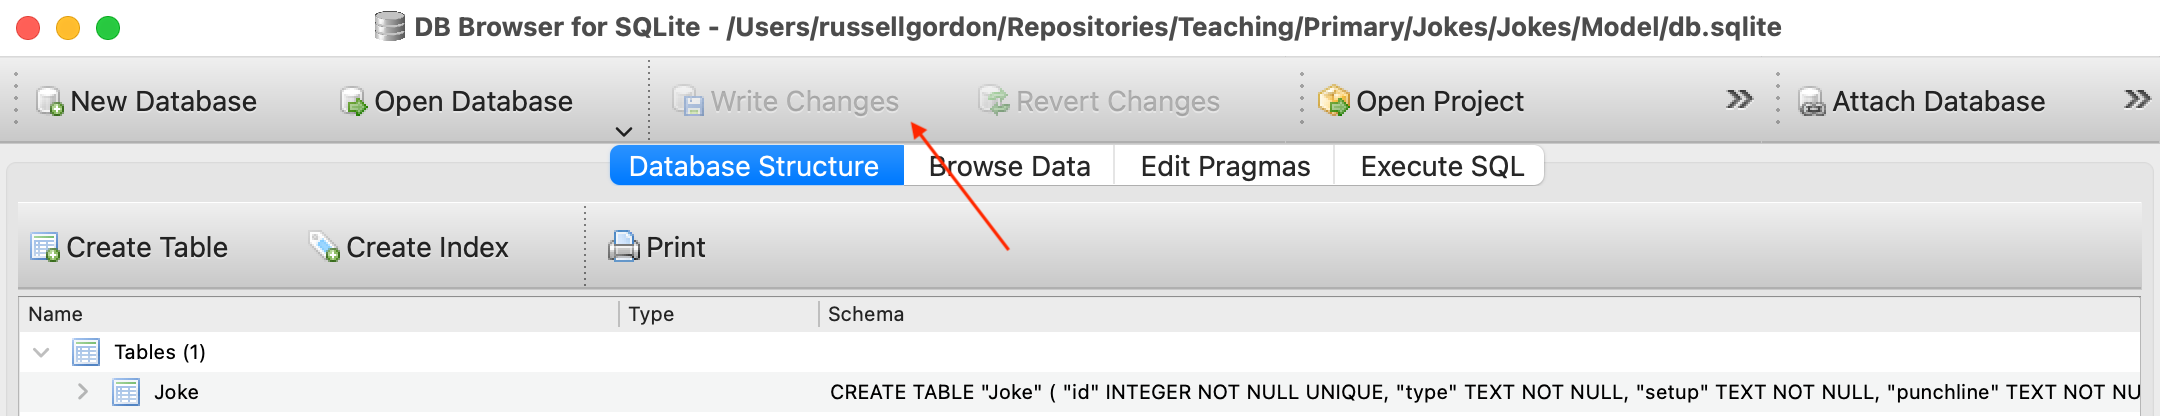 DB Browser for SQLite - /Users/russellgordon/Repositories/Teaching/Primary/Jokes/Jokes/Model/db.sqlite
New Database Open Database Write Changes Revert Changes Open Project Attach Database
Database Structure Browse Data Edit Pragmas Execute SQL
Create Table Create Index Print
Name Type Schema
Tables (1)
Joke CREATE TABLE "Joke" ( "id" INTEGER NOT NULL UNIQUE, "type" TEXT NOT NULL, "setup" TEXT NOT NULL, "punchline" TEXT NOT NU